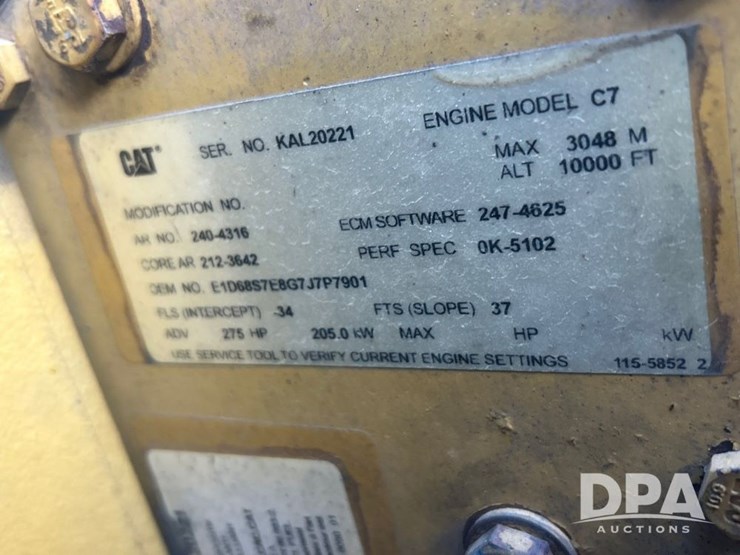 CAT SER. NO. KAL20221 ENGINE MODEL C7
MAX 3048 M
ALT 10000 FT
MODIFICATION NO.
AR NO. 240-4316 ECM SOFTWARE 247-4625
CORE AR 212-3642 PERF SPEC 0K-5102
OEM NO. E1D68S7E8G7J7P7901
FLS (INTERCEPT) -34 FTS (SLOPE) 37
ADV 275 HP 205.0 kW MAX HP kW
USE SERVICE TOOL TO VERIFY CURRENT ENGINE SETTINGS 115-5852 2
DPA
AUCTIONS